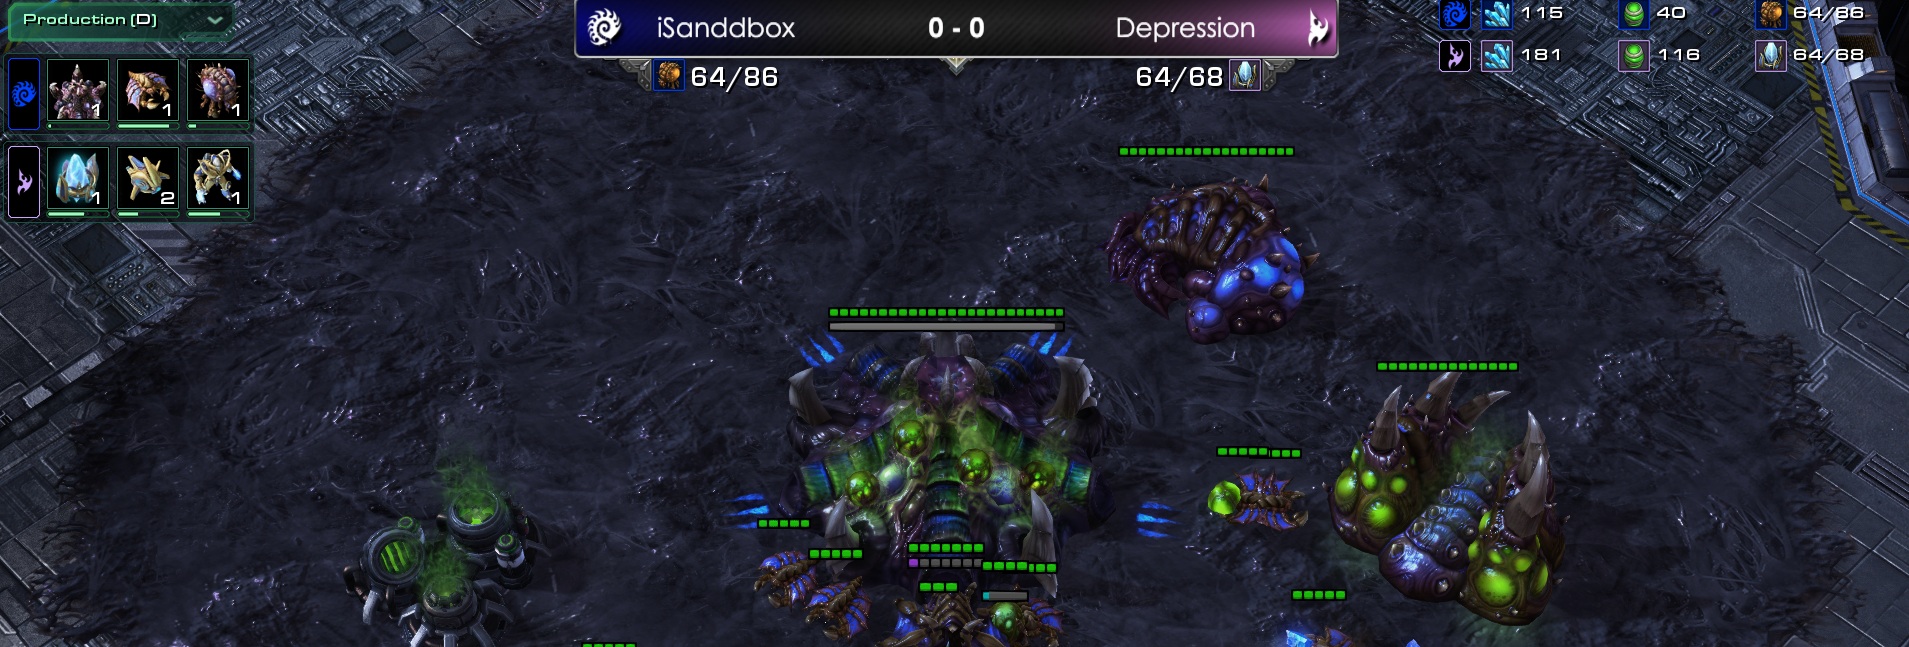 Production (D)
iSanddbox 0 - 0 Depression
64/86 64/68
115 40 64/86
181 116 64/68
1 1 1
1 2 1